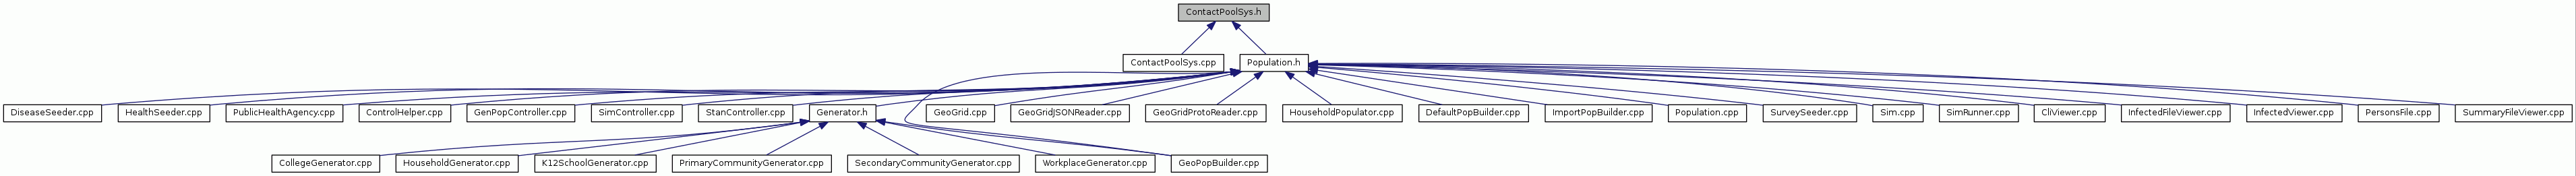 ContactPoolSys.h
ContactPoolSys.cpp
Population.h
DiseaseSeeder.cpp
HealthSeeder.cpp
PublicHealthAgency.cpp
ControlHelper.cpp
GenPopController.cpp
SimController.cpp
StanController.cpp
Generator.h
GeoGrid.cpp
GeoGridJSONReader.cpp
GeoGridProtoReader.cpp
HouseholdPopulator.cpp
DefaultPopBuilder.cpp
ImportPopBuilder.cpp
Population.cpp
SurveySeeder.cpp
Sim.cpp
SimRunner.cpp
CliViewer.cpp
InfectedFileViewer.cpp
InfectedViewer.cpp
PersonsFile.cpp
SummaryFileViewer.cpp
CollegeGenerator.cpp
HouseholdGenerator.cpp
K12SchoolGenerator.cpp
PrimaryCommunityGenerator.cpp
SecondaryCommunityGenerator.cpp
WorkplaceGenerator.cpp
GeoPopBuilder.cpp